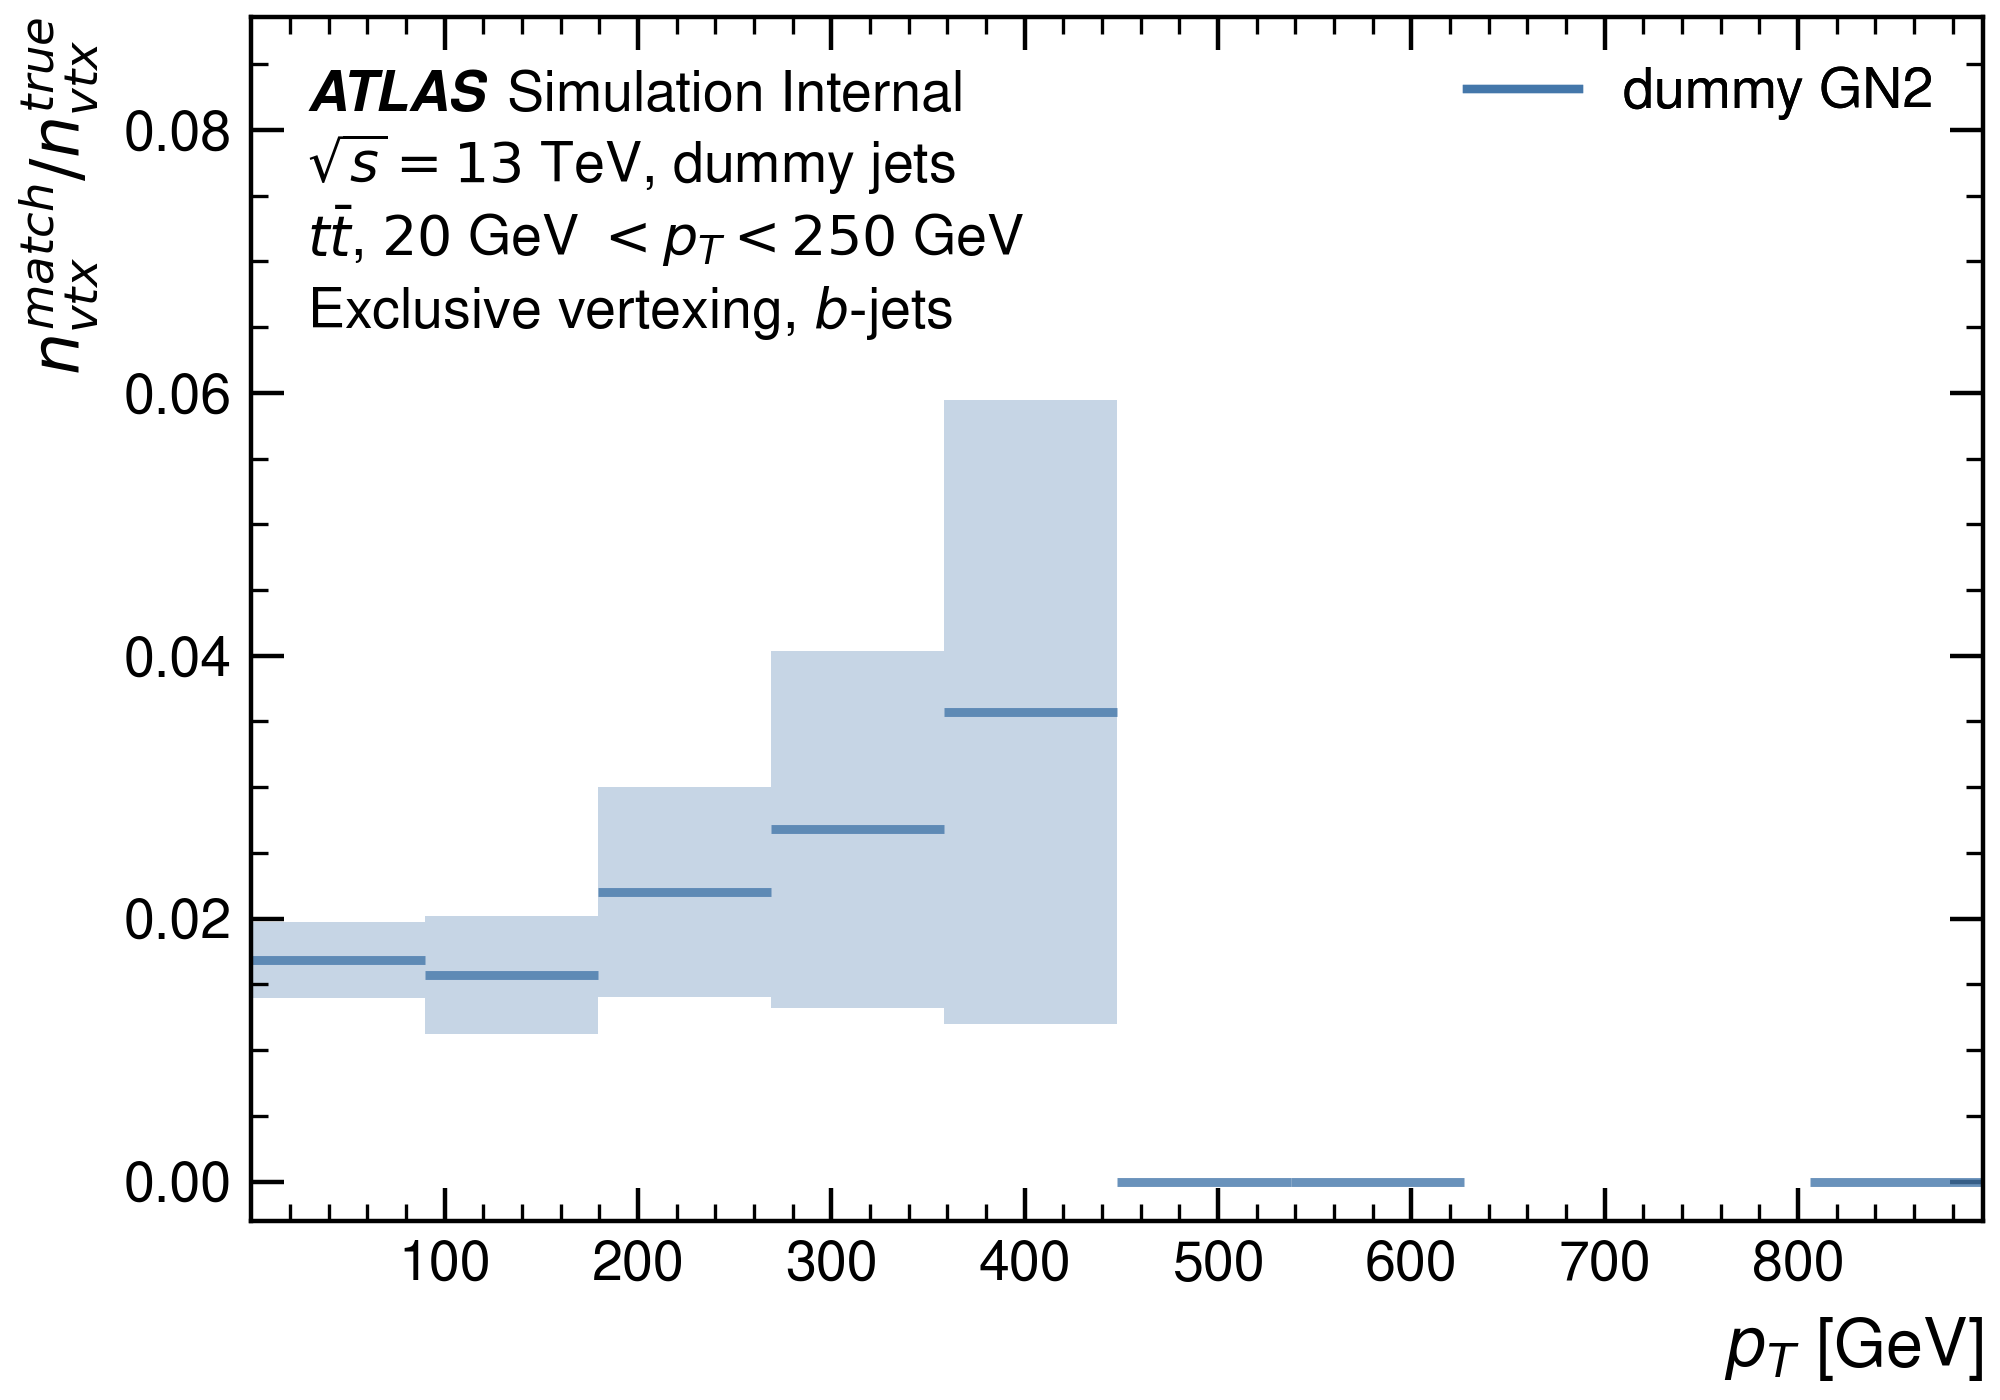 n_vtx^match/n_vtx^true
ATLAS Simulation Internal
√s = 13 TeV, dummy jets
tt̄, 20 GeV < p_T < 250 GeV
Exclusive vertexing, b-jets
dummy GN2
0.08
0.06
0.04
0.02
0.00
100 200 300 400 500 600 700 800
p_T [GeV]